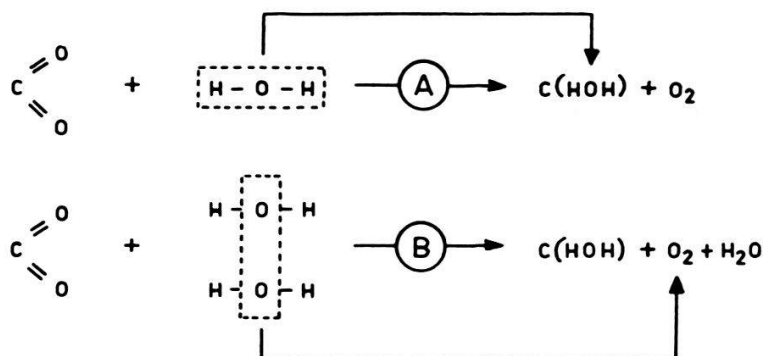 O
C + H - O - H A C(HOH) + O₂
O
O H - O - H
C + B C(HOH) + O₂ + H₂O
O H - O - H